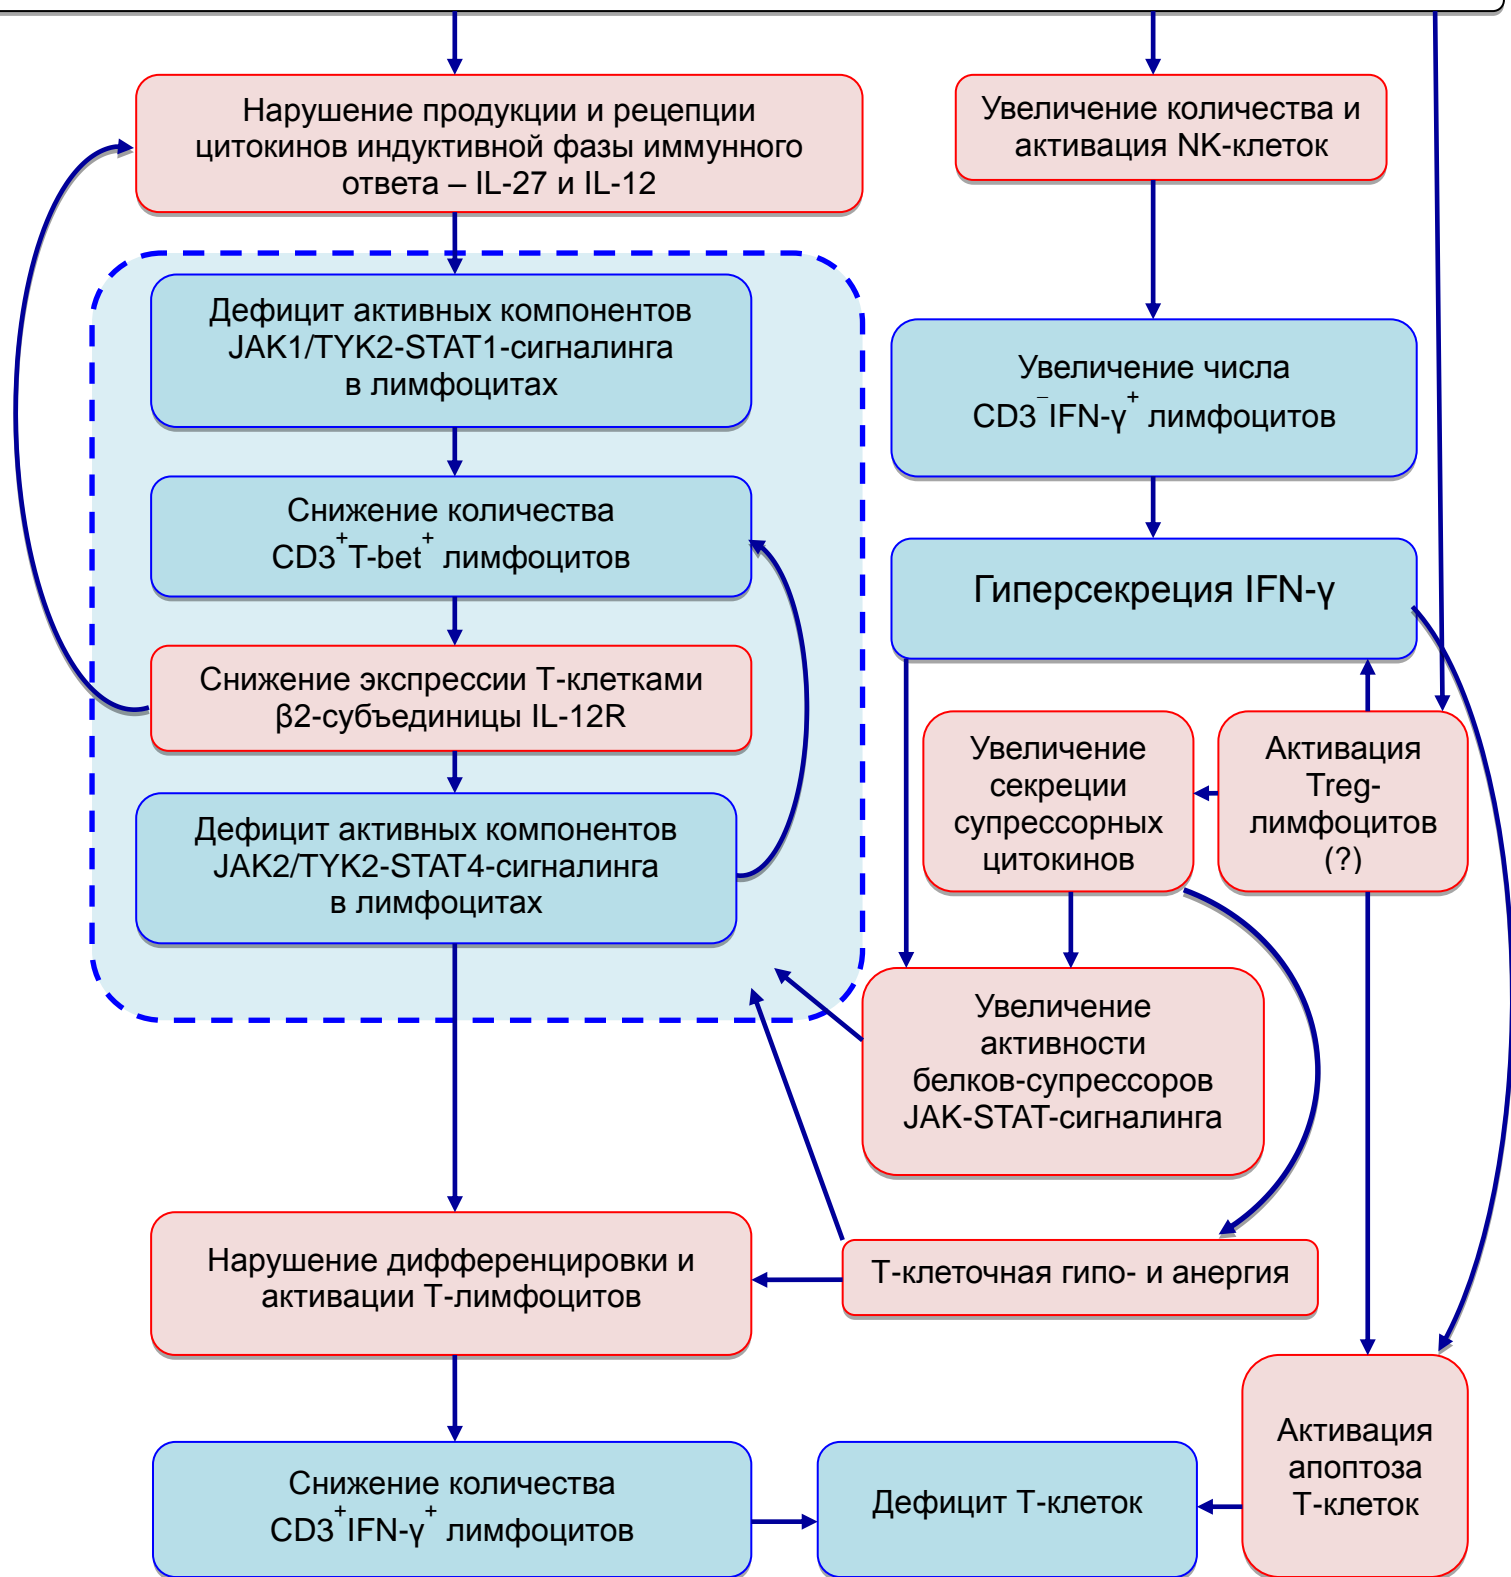 Нарушение продукции и рецепции
цитокинов индуктивной фазы иммунного
ответа – IL-27 и IL-12
Увеличение количества и
активация NK-клеток
Дефицит активных компонентов
JAK1/TYK2-STAT1-сигналинга
в лимфоцитах
Увеличение числа
CD3⁻IFN-γ⁺ лимфоцитов
Снижение количества
CD3⁺T-bet⁺ лимфоцитов
Гиперсекреция IFN-γ
Снижение экспрессии Т-клетками
β2-субъединицы IL-12R
Увеличение
секреции
супрессорных
цитокинов
Активация
Treg-
лимфоцитов
(?)
Дефицит активных компонентов
JAK2/TYK2-STAT4-сигналинга
в лимфоцитах
Увеличение
активности
белков-супрессоров
JAK-STAT-сигналинга
Нарушение дифференцировки и
активации Т-лимфоцитов
Т-клеточная гипо- и анергия
Активация
апоптоза
Т-клеток
Снижение количества
CD3⁺IFN-γ⁺ лимфоцитов
Дефицит Т-клеток